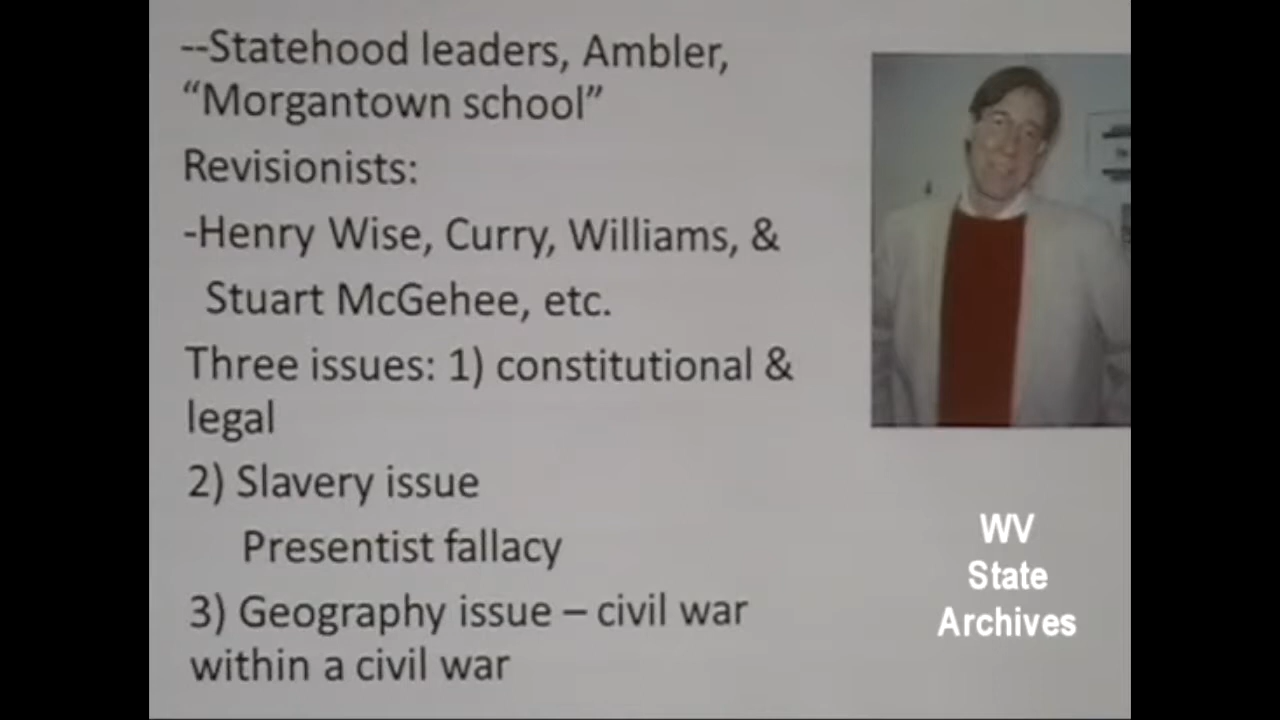 --Statehood leaders, Ambler,
“Morgantown school”
Revisionists:
-Henry Wise, Curry, Williams, &
Stuart McGehee, etc.
Three issues: 1) constitutional &
legal
2) Slavery issue
Presentist fallacy
3) Geography issue – civil war
within a civil war
WV
State
Archives